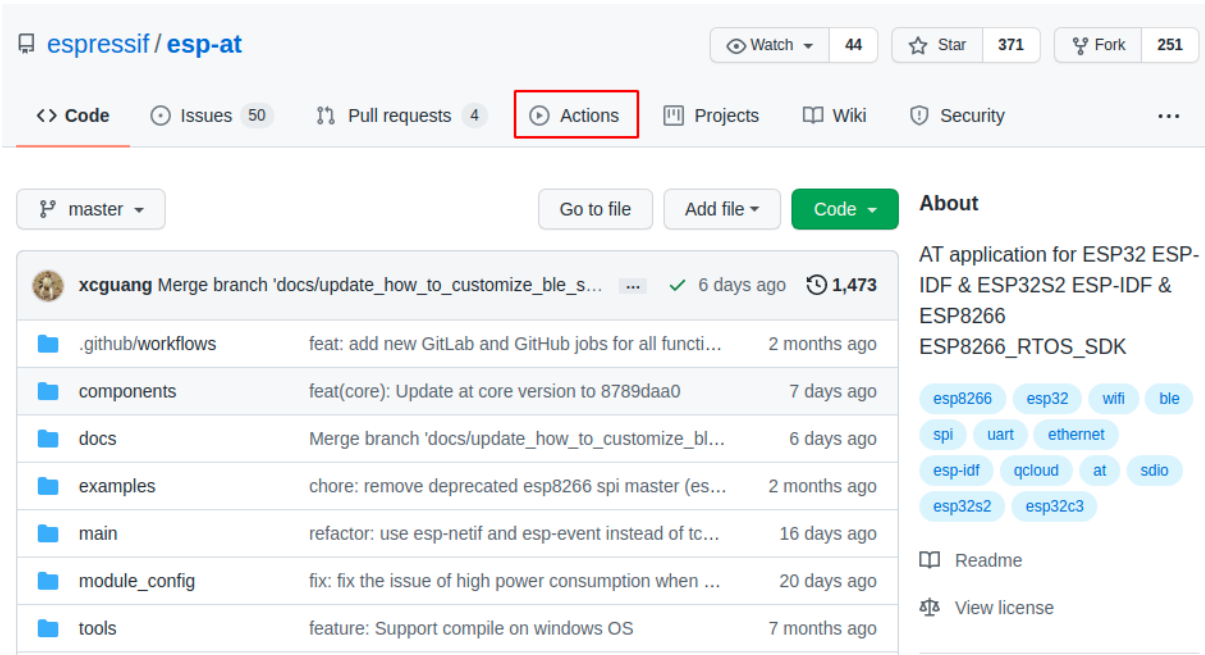 espressif / esp-at
Watch 44 Star 371 Fork 251
Code Issues 50 Pull requests 4 Actions Projects Wiki Security ...
master Go to file Add file Code
xcguang Merge branch 'docs/update_how_to_customize_ble_s... ... 6 days ago 1,473
.github/workflows feat: add new GitLab and GitHub jobs for all functi... 2 months ago
components feat(core): Update at core version to 8789daa0 7 days ago
docs Merge branch 'docs/update_how_to_customize_bl... 6 days ago
examples chore: remove deprecated esp8266 spi master (es... 2 months ago
main refactor: use esp-netif and esp-event instead of tc... 16 days ago
module_config fix: fix the issue of high power consumption when ... 20 days ago
tools feature: Support compile on windows OS 7 months ago
About
AT application for ESP32 ESP-
IDF & ESP32S2 ESP-IDF &
ESP8266
ESP8266_RTOS_SDK
esp8266 esp32 wifi ble
spi uart ethernet
esp-idf qcloud at sdio
esp32s2 esp32c3
Readme
View license